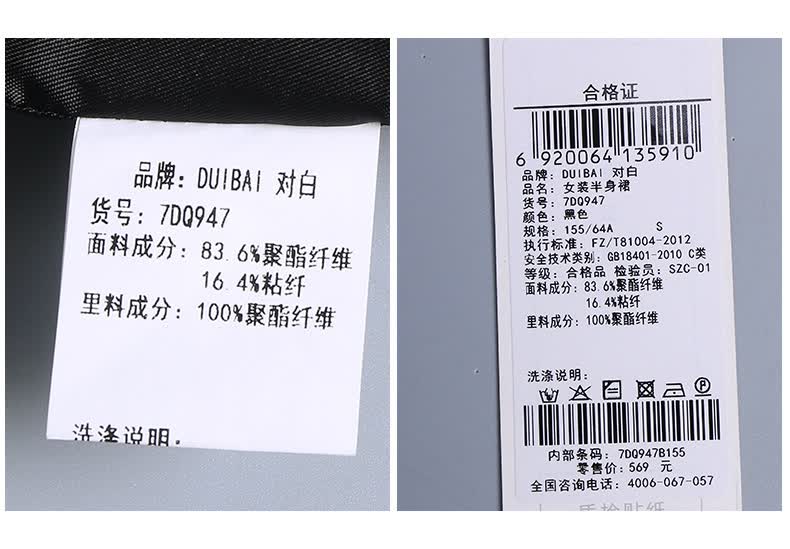 品牌: DUIBAI 对白
货号: 7DQ947
面料成分: 83.6%聚酯纤维
16.4%粘纤
里料成分: 100%聚酯纤维
洗涤说明:
合格证
6 920064 135910
品牌: DUIBAI 对白
品名: 女装半身裙
货号: 7DQ947
颜色: 黑色
规格: 155/64A S
执行标准: FZ/T81004-2012
安全技术类别: GB18401-2010 C类
等级: 合格品 检验员: SZC-01
面料成分: 83.6%聚酯纤维
16.4%粘纤
里料成分: 100%聚酯纤维
洗涤说明:
内部条码: 7DQ947B155
零售价: 569 元
全国咨询电话: 4006-067-057
质检贴纸